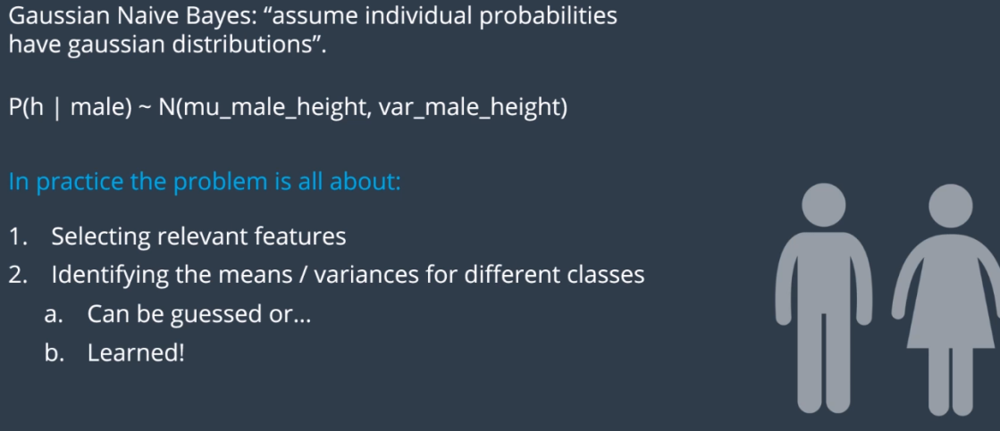 Gaussian Naive Bayes: “assume individual probabilities
have gaussian distributions”.
P(h | male) ~ N(mu_male_height, var_male_height)
In practice the problem is all about:
1. Selecting relevant features
2. Identifying the means / variances for different classes
a. Can be guessed or...
b. Learned!